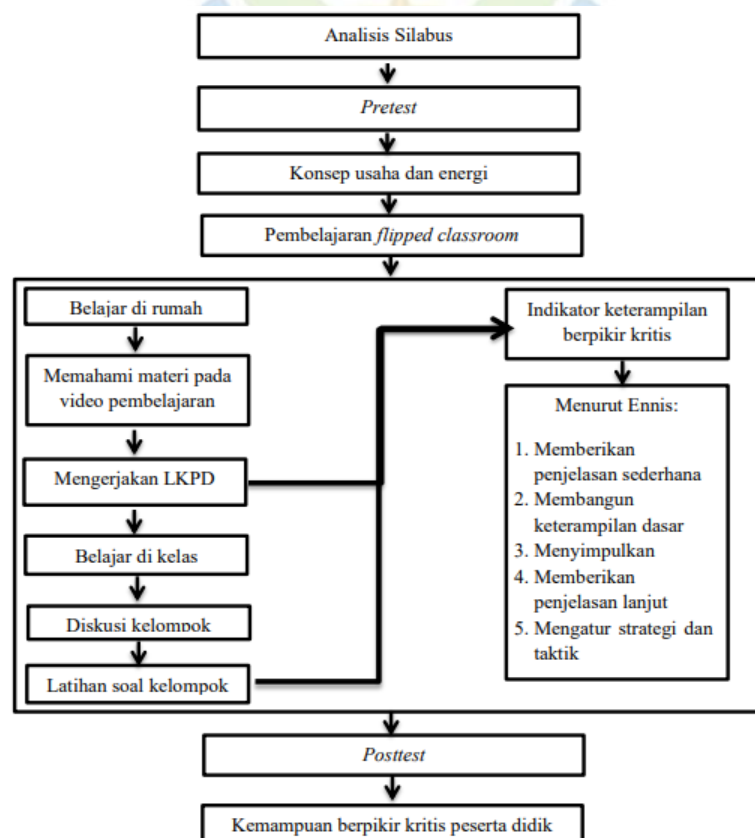 Analisis Silabus
Pretest
Konsep usaha dan energi
Pembelajaran flipped classroom
Belajar di rumah
Memahami materi pada
video pembelajaran
Mengerjakan LKPD
Belajar di kelas
Diskusi kelompok
Latihan soal kelompok
Indikator keterampilan
berpikir kritis
Menurut Ennis:
1. Memberikan
penjelasan sederhana
2. Membangun
keterampilan dasar
3. Menyimpulkan
4. Memberikan
penjelasan lanjut
5. Mengatur strategi dan
taktik
Posttest
Kemampuan berpikir kritis peserta didik